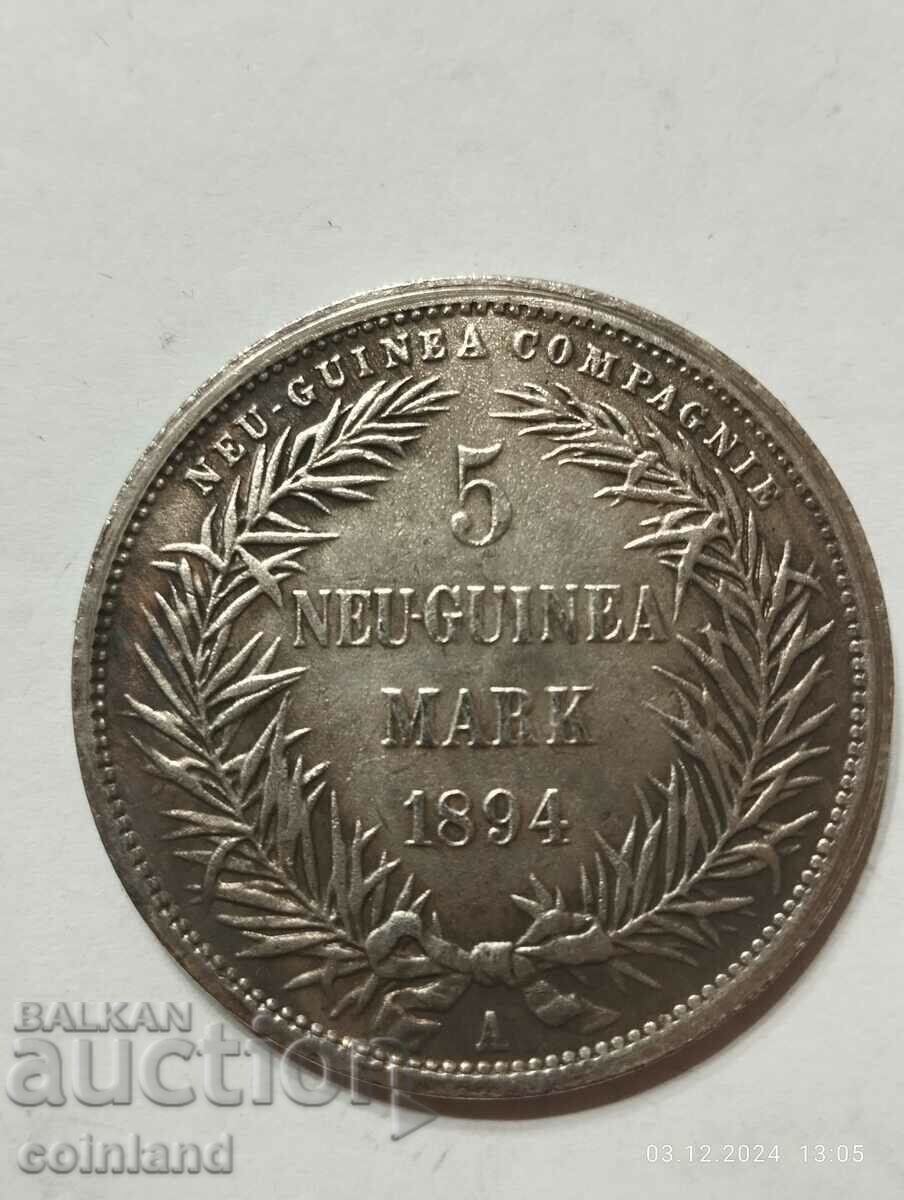 NEU-GUINEA COMPAGNIE
5
NEU-GUINEA
MARK
1894
A
BALKAN
auction
coinland
03.12.2024 13:05